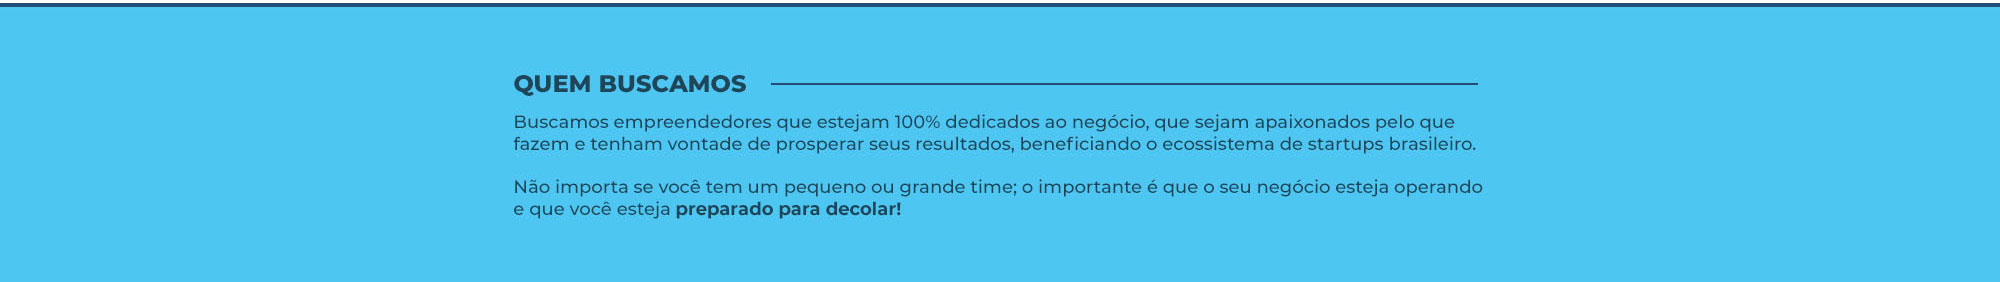 QUEM BUSCAMOS
Buscamos empreendedores que estejam 100% dedicados ao negócio, que sejam apaixonados pelo que
fazem e tenham vontade de prosperar seus resultados, beneficiando o ecossistema de startups brasileiro.
Não importa se você tem um pequeno ou grande time; o importante é que o seu negócio esteja operando
e que você esteja preparado para decolar!